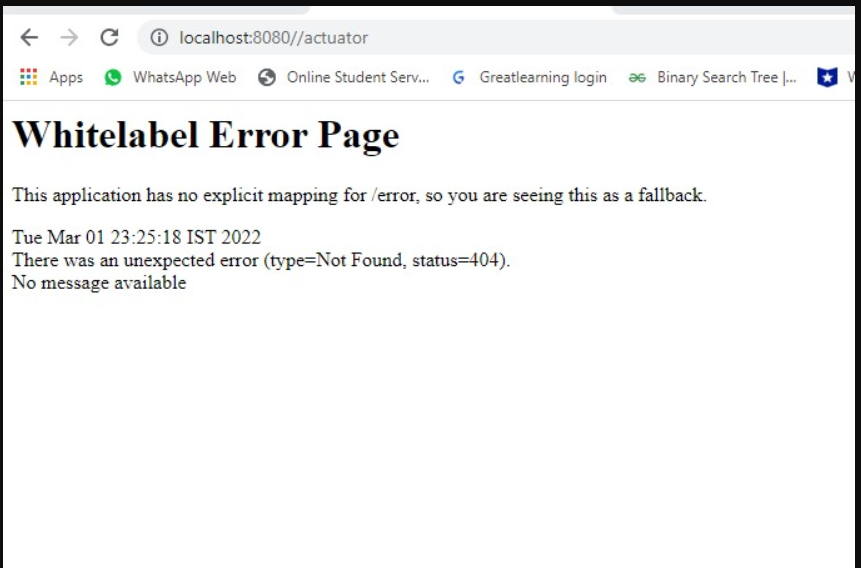 localhost:8080//actuator
Apps WhatsApp Web Online Student Serv... Greatlearning login Binary Search Tree |...
Whitelabel Error Page
This application has no explicit mapping for /error, so you are seeing this as a fallback.
Tue Mar 01 23:25:18 IST 2022
There was an unexpected error (type=Not Found, status=404).
No message available